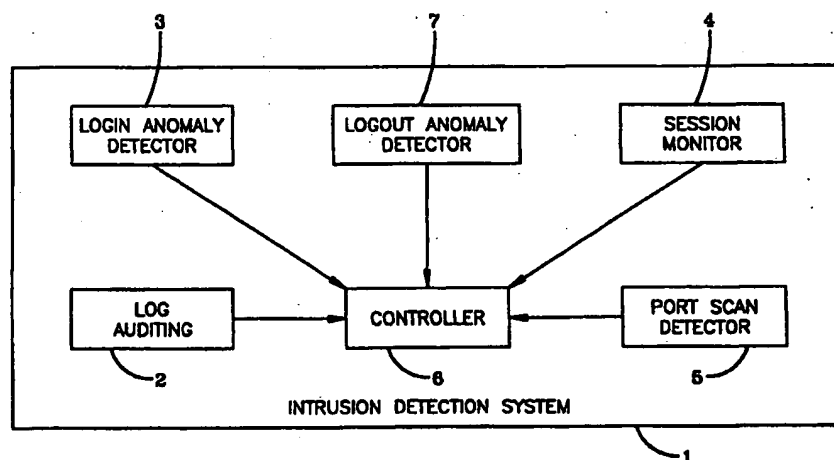 3
7
4
LOGIN ANOMALY
DETECTOR
LOGOUT ANOMALY
DETECTOR
SESSION
MONITOR
LOG
AUDITING
CONTROLLER
PORT SCAN
DETECTOR
2
6
5
INTRUSION DETECTION SYSTEM
1